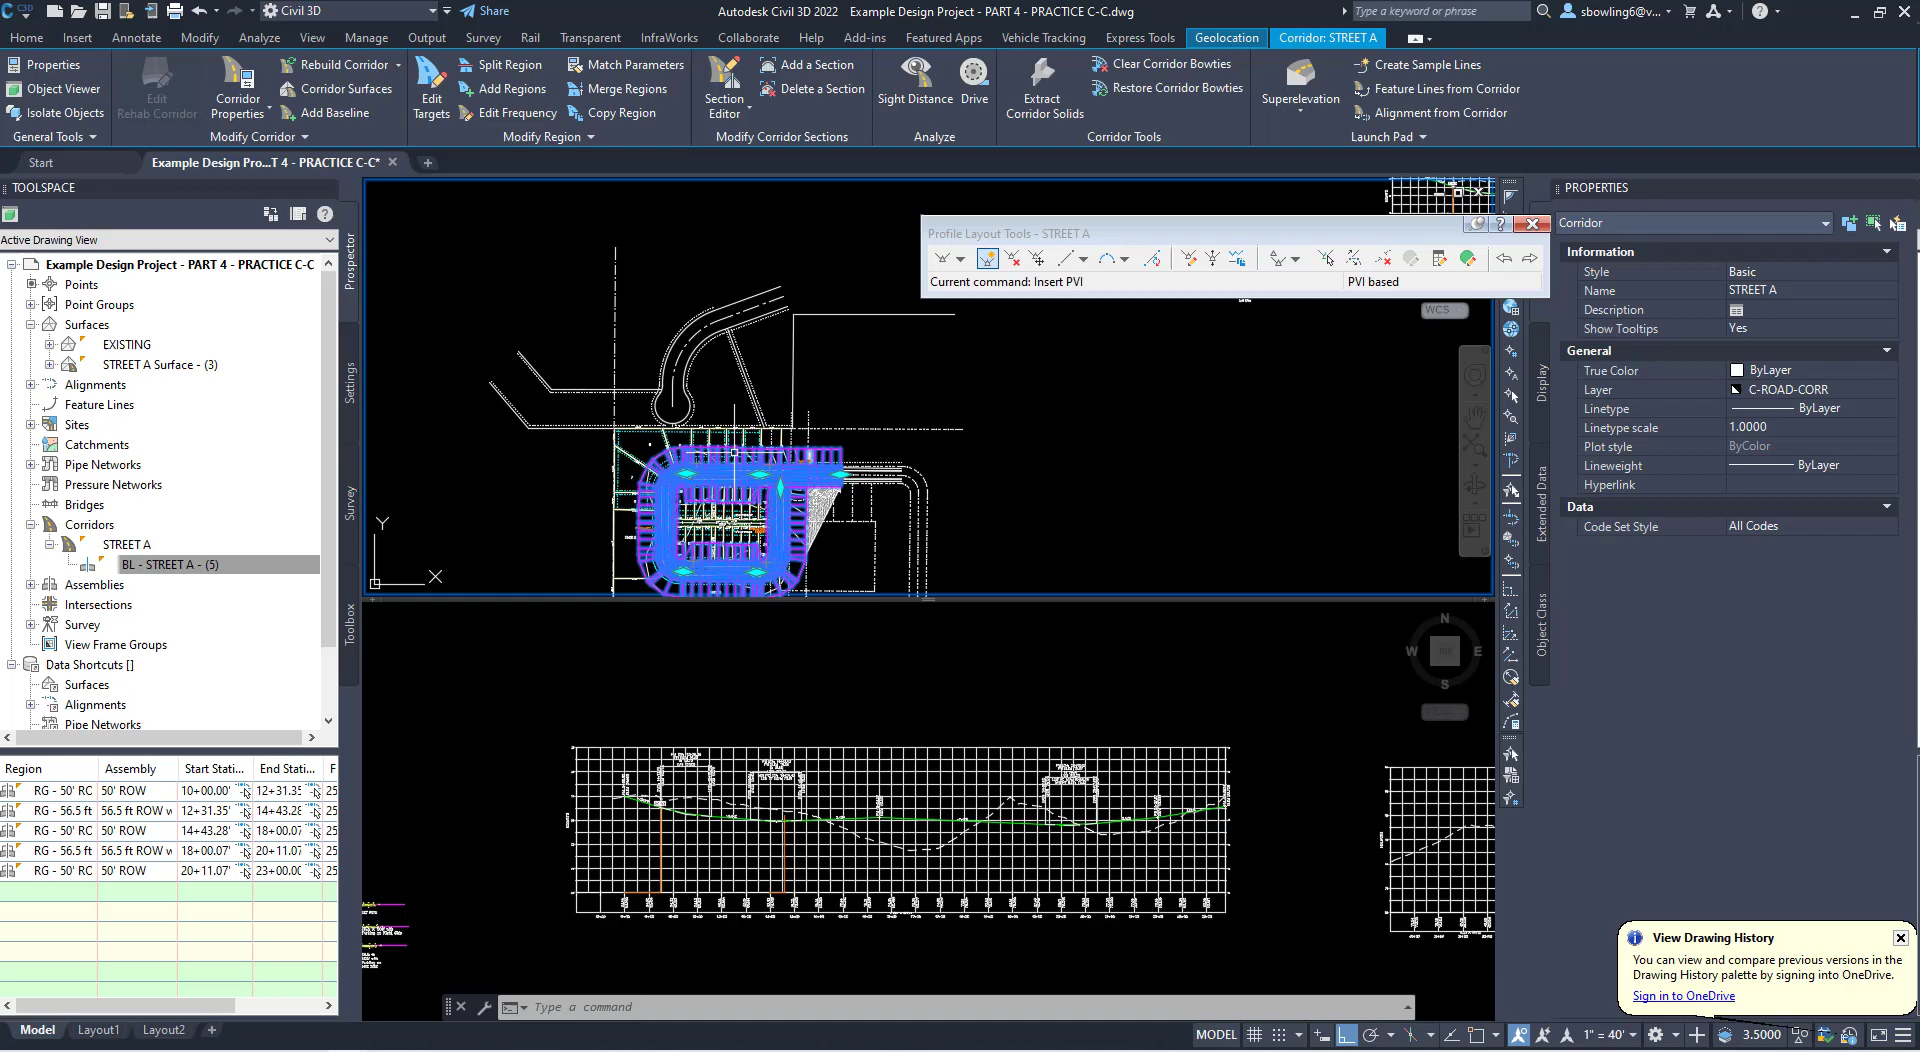 C3D
Civil 3D
Share
Autodesk Civil 3D 2022 Example Design Project - PART 4 - PRACTICE C-C.dwg
Type a keyword or phrase
sbowling6@v...
Home Insert Annotate Modify Analyze View Manage Output Survey Rail Transparent InfraWorks Collaborate Help Add-ins Featured Apps Vehicle Tracking Express Tools Geolocation Corridor: STREET A
Properties
Object Viewer
Isolate Objects
General Tools
Edit
Rehab Corridor
Corridor
Properties
Rebuild Corridor
Corridor Surfaces
Add Baseline
Modify Corridor
Edit
Targets
Split Region
Add Regions
Edit Frequency
Match Parameters
Merge Regions
Copy Region
Modify Region
Section
Editor
Add a Section
Delete a Section
Modify Corridor Sections
Sight Distance
Drive
Analyze
Extract
Corridor Solids
Clear Corridor Bowties
Restore Corridor Bowties
Corridor Tools
Superelevation
Create Sample Lines
Feature Lines from Corridor
Alignment from Corridor
Launch Pad
Start
Example Design Pro...T 4 - PRACTICE C-C*
TOOLSPACE
Active Drawing View
Example Design Project - PART 4 - PRACTICE C-C
Points
Point Groups
Surfaces
EXISTING
STREET A Surface - (3)
Alignments
Feature Lines
Sites
Catchments
Pipe Networks
Pressure Networks
Bridges
Corridors
STREET A
BL - STREET A - (5)
Assemblies
Intersections
Survey
View Frame Groups
Data Shortcuts []
Surfaces
Alignments
Pipe Networks
Prospector
Settings
Survey
Toolbox
Region Assembly Start Stati... End Stati... F
RG - 50' RC 50' ROW 10+00.00' 12+31.35 25
RG - 56.5 ft 56.5 ft ROW w 12+31.35' 14+43.28 25
RG - 50' RC 50' ROW 14+43.28' 18+00.07 25
RG - 56.5 ft 56.5 ft ROW w 18+00.07' 20+11.07 25
RG - 50' RC 50' ROW 20+11.07' 23+00.00 25
Profile Layout Tools - STREET A
Current command: Insert PVI
PVI based
WCS
Y
X
N
W
E
S
WCS
Type a command
Display
Extended Data
Object Class
PROPERTIES
Corridor
Information
Style Basic
Name STREET A
Description
Show Tooltips Yes
General
True Color ByLayer
Layer C-ROAD-CORR
Linetype ByLayer
Linetype scale 1.0000
Plot style ByColor
Lineweight ByLayer
Hyperlink
Data
Code Set Style All Codes
View Drawing History
You can view and compare previous versions in the
Drawing History palette by signing into OneDrive.
Sign in to OneDrive
Model Layout1 Layout2
MODEL
1" = 40'
3.5000